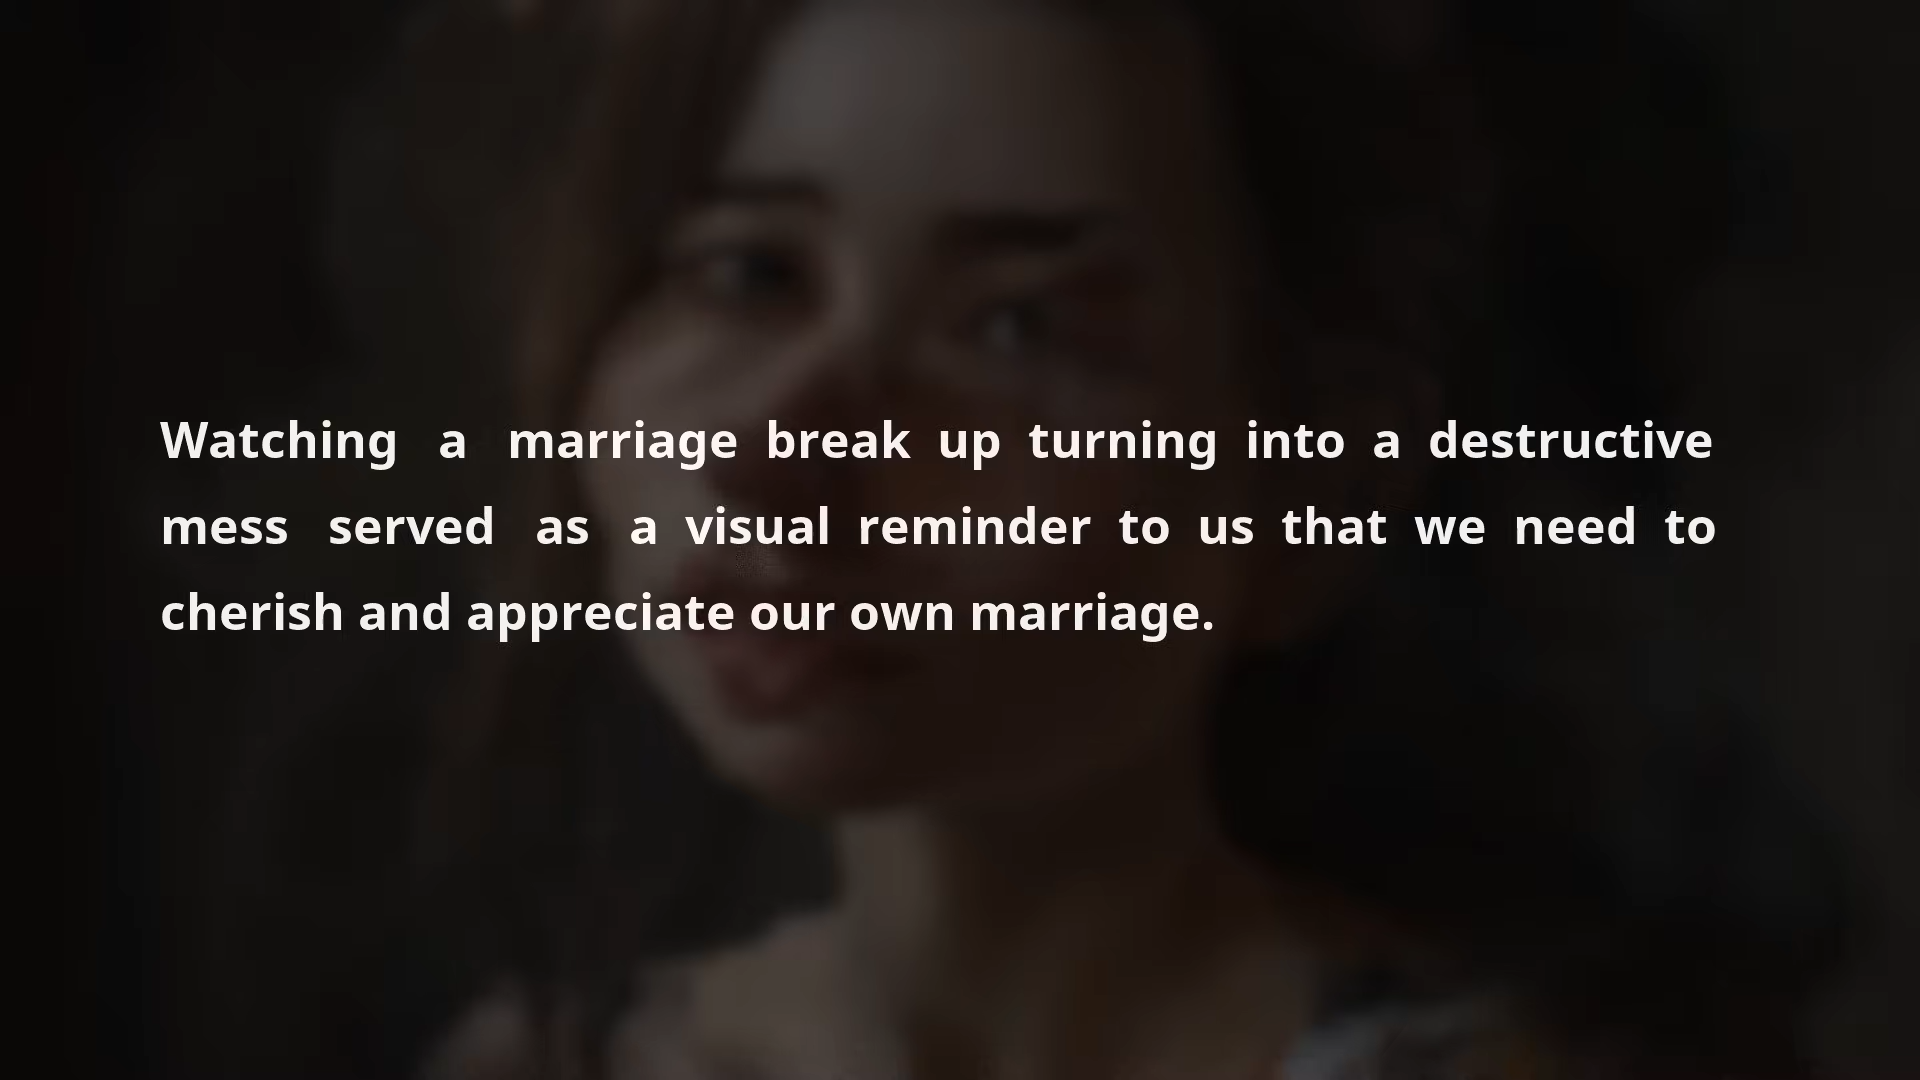 Watching a marriage break up turning into a destructive
mess served as a visual reminder to us that we need to
cherish and appreciate our own marriage.